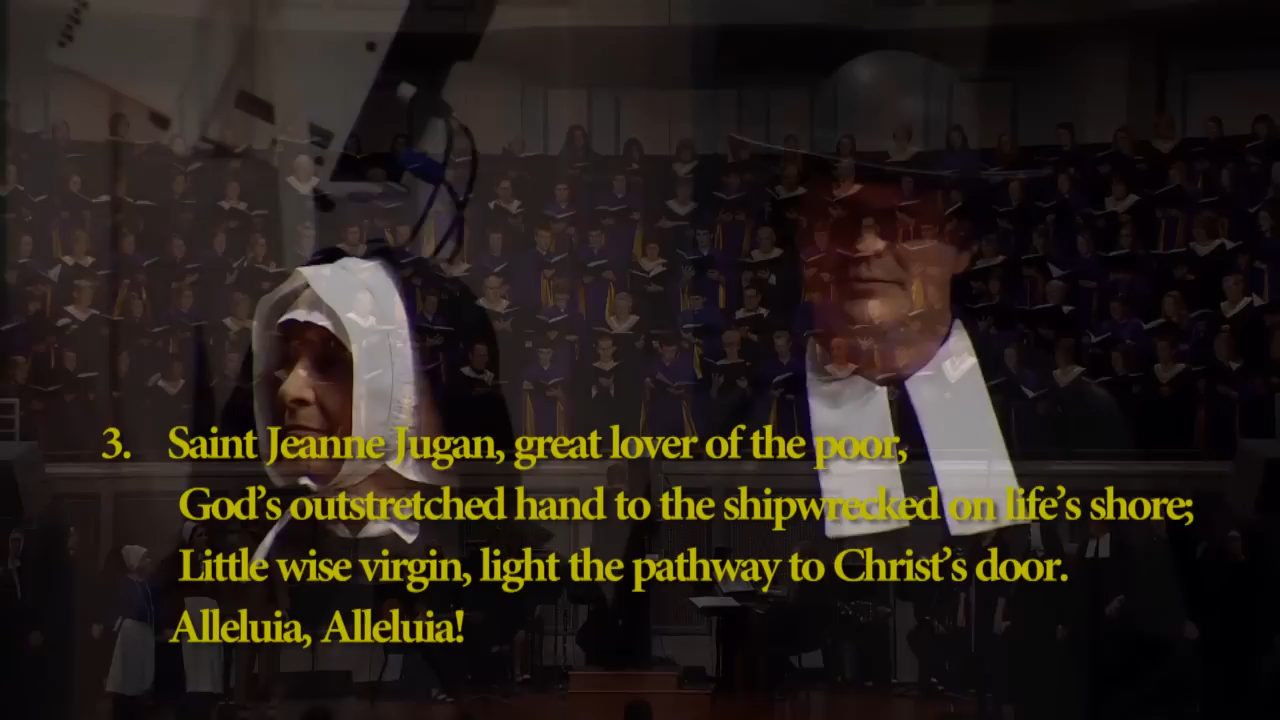 3. Saint Jeanne Jugan, great lover of the poor,
God's outstretched hand to the shipwrecked on life's shore;
Little wise virgin, light the pathway to Christ's door.
Alleluia, Alleluia!